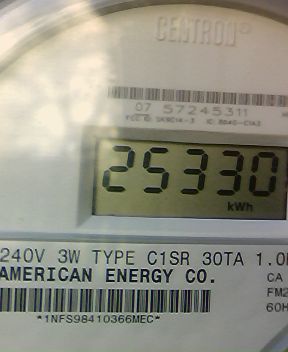 CENTRON®
07 57245311
25330
kWh
240V 3W TYPE C1SR 30TA 1.0
AMERICAN ENERGY CO.
CA
FM2
60H
*1NFS98410366MEC*